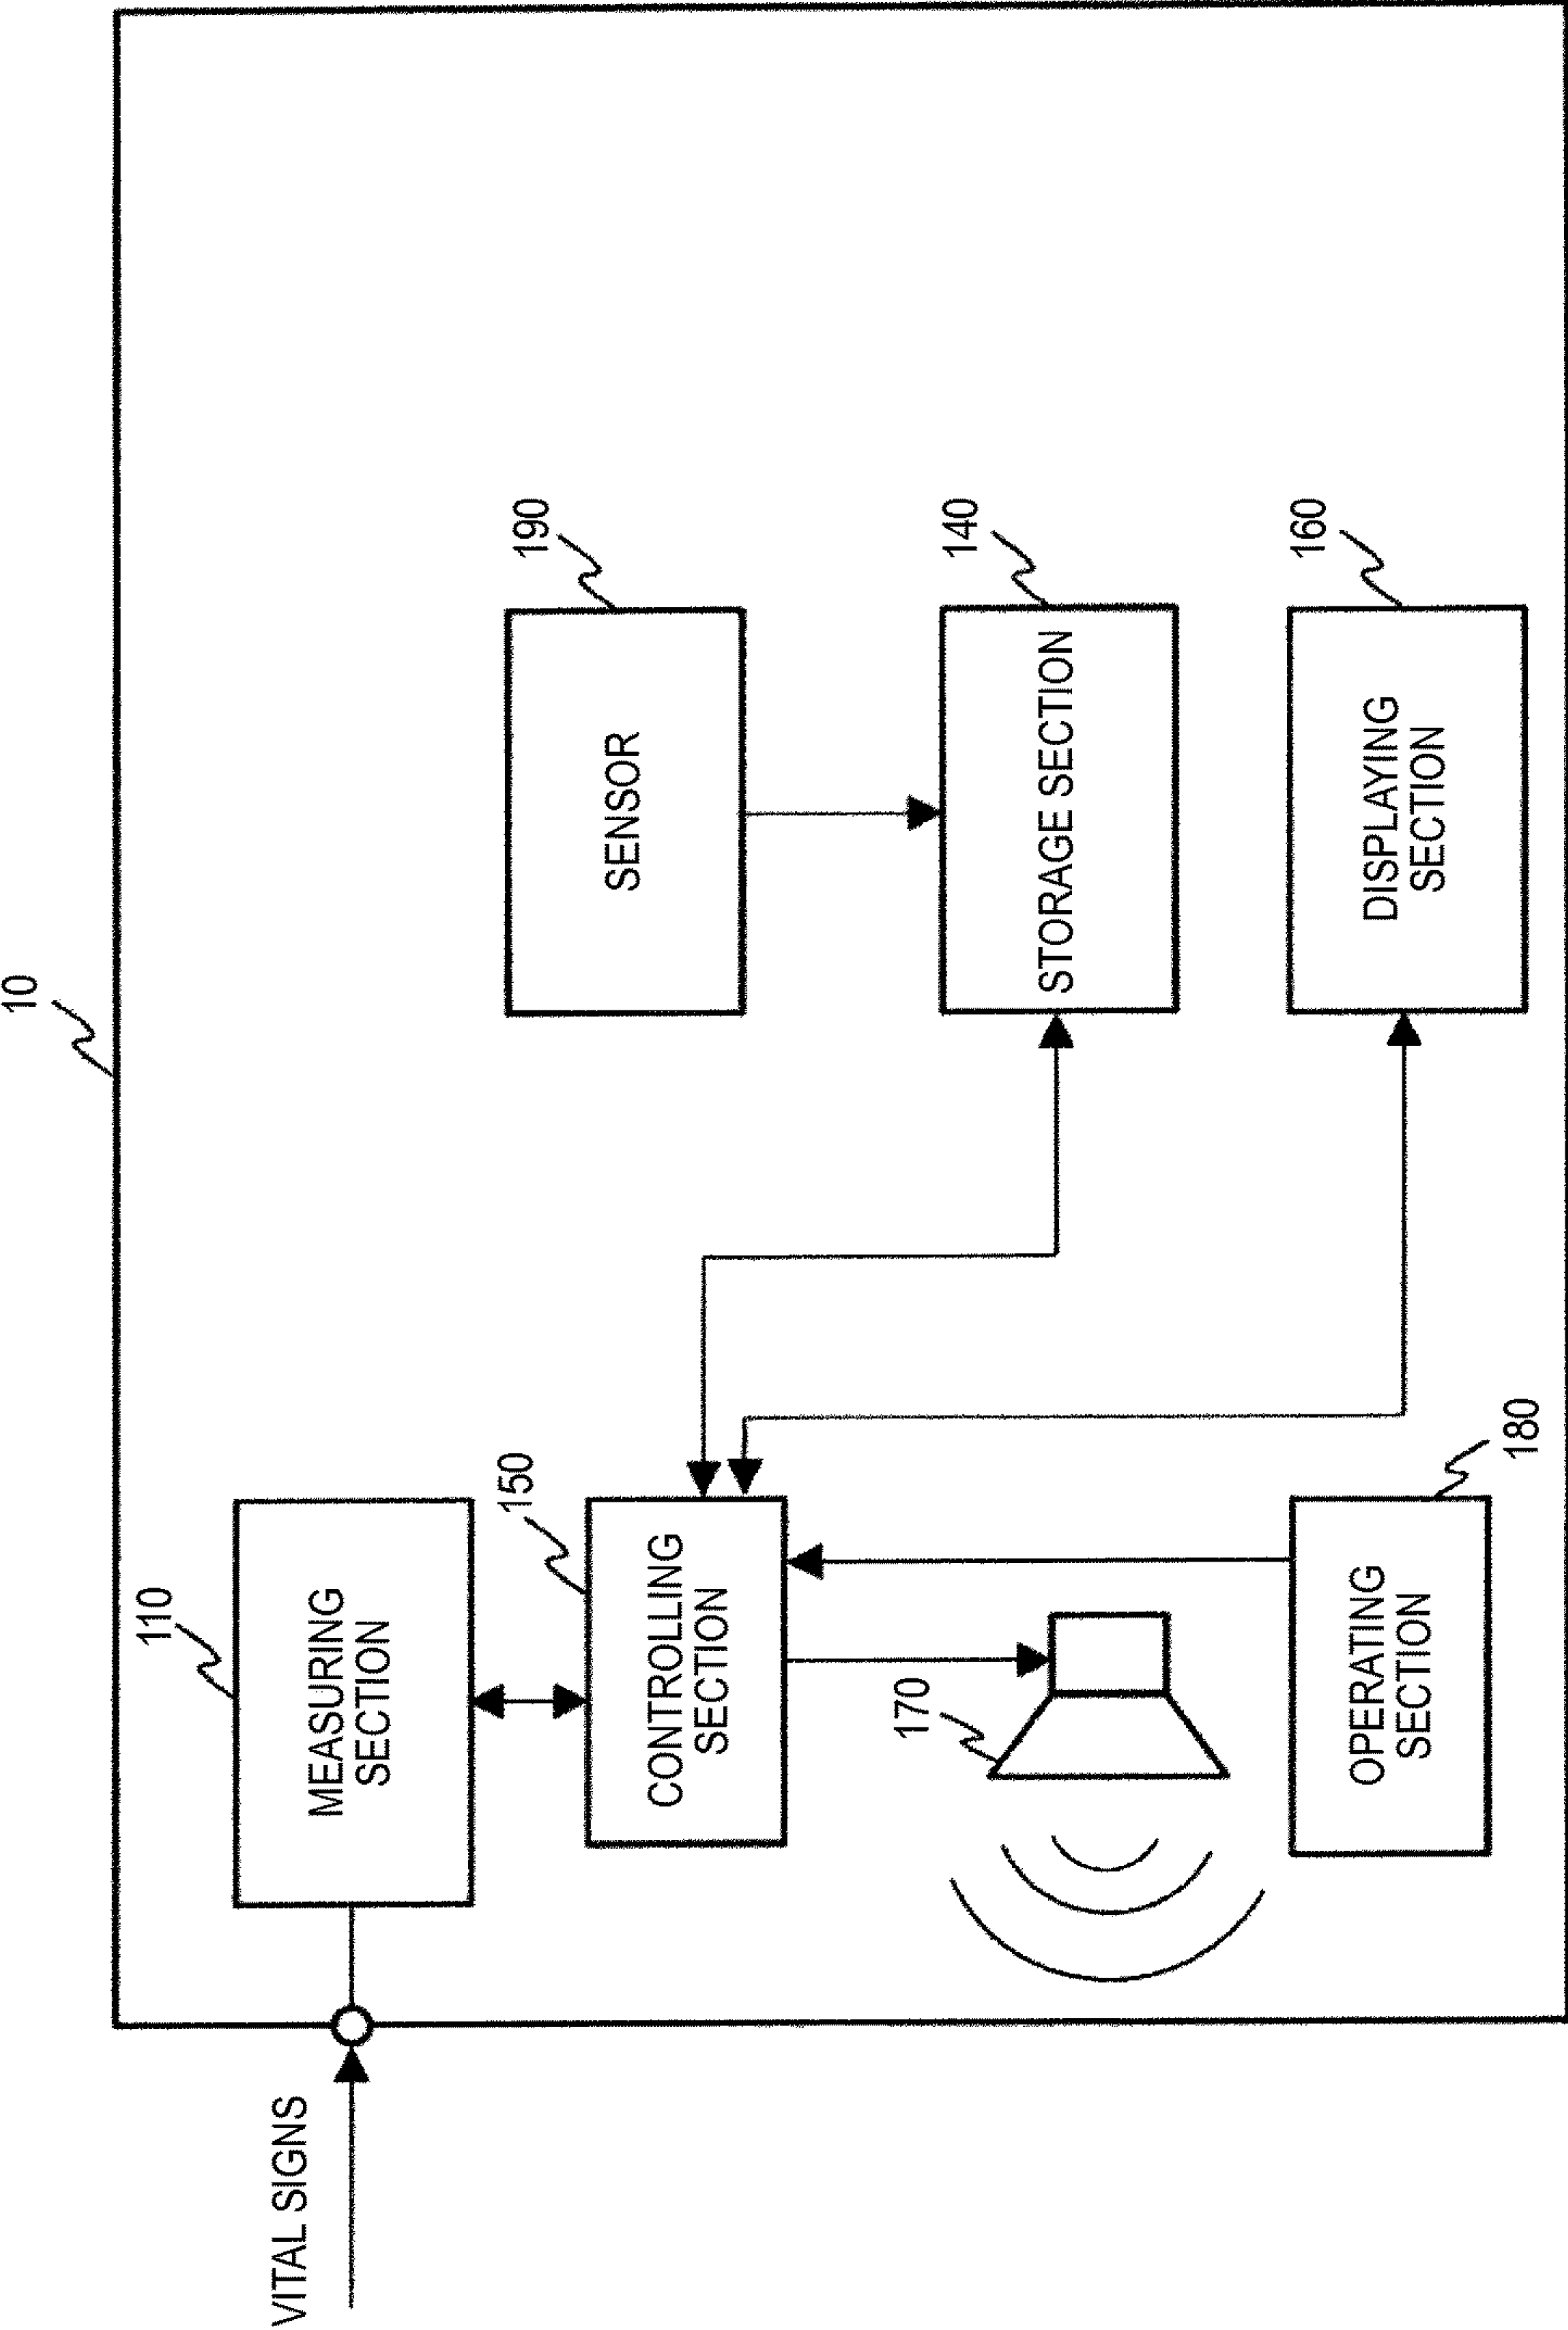 10
VITAL SIGNS
110
MEASURING
SECTION
150
CONTROLLING
SECTION
170
180
OPERATING
SECTION
190
SENSOR
140
STORAGE SECTION
160
DISPLAYING
SECTION